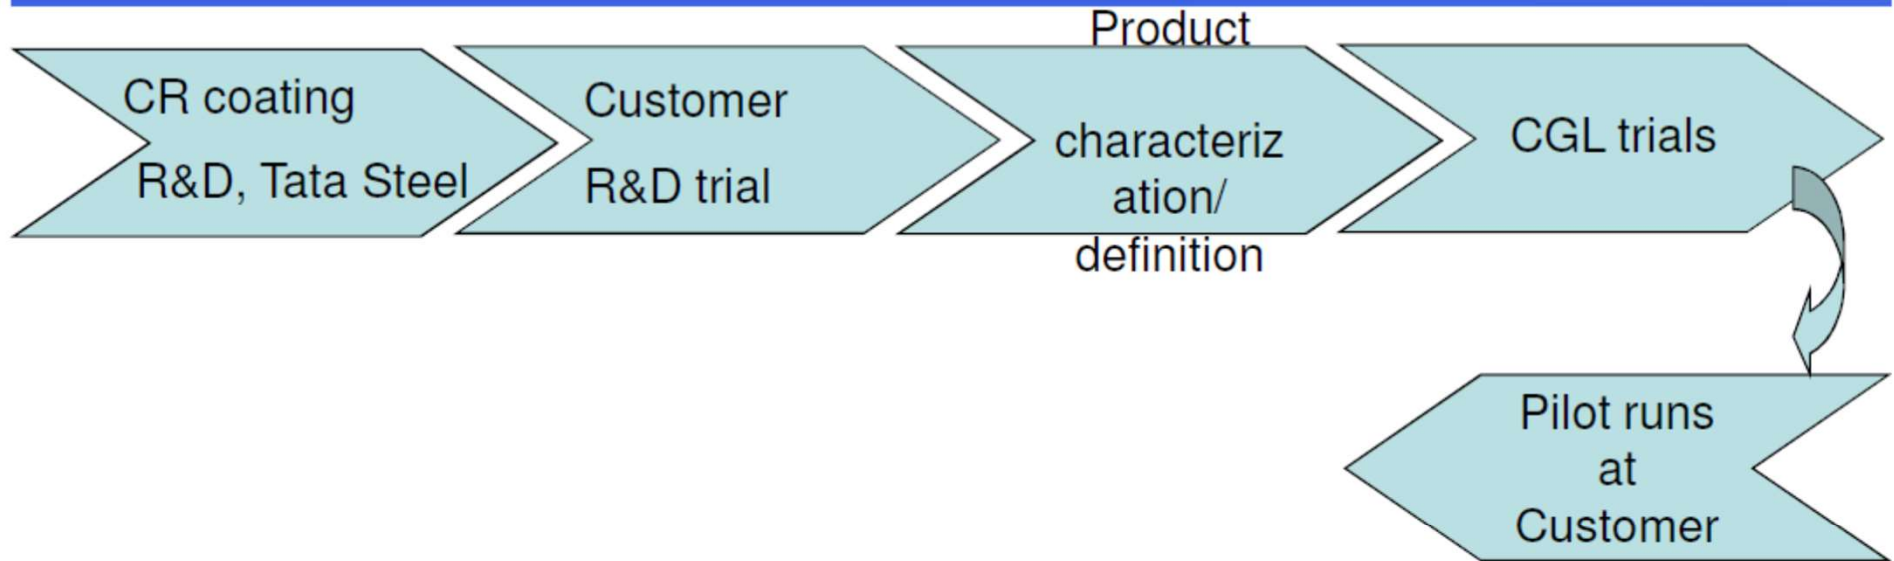 CR coating
R&D, Tata Steel
Customer
R&D trial
Product
characteriz
ation/
definition
CGL trials
Pilot runs
at
Customer